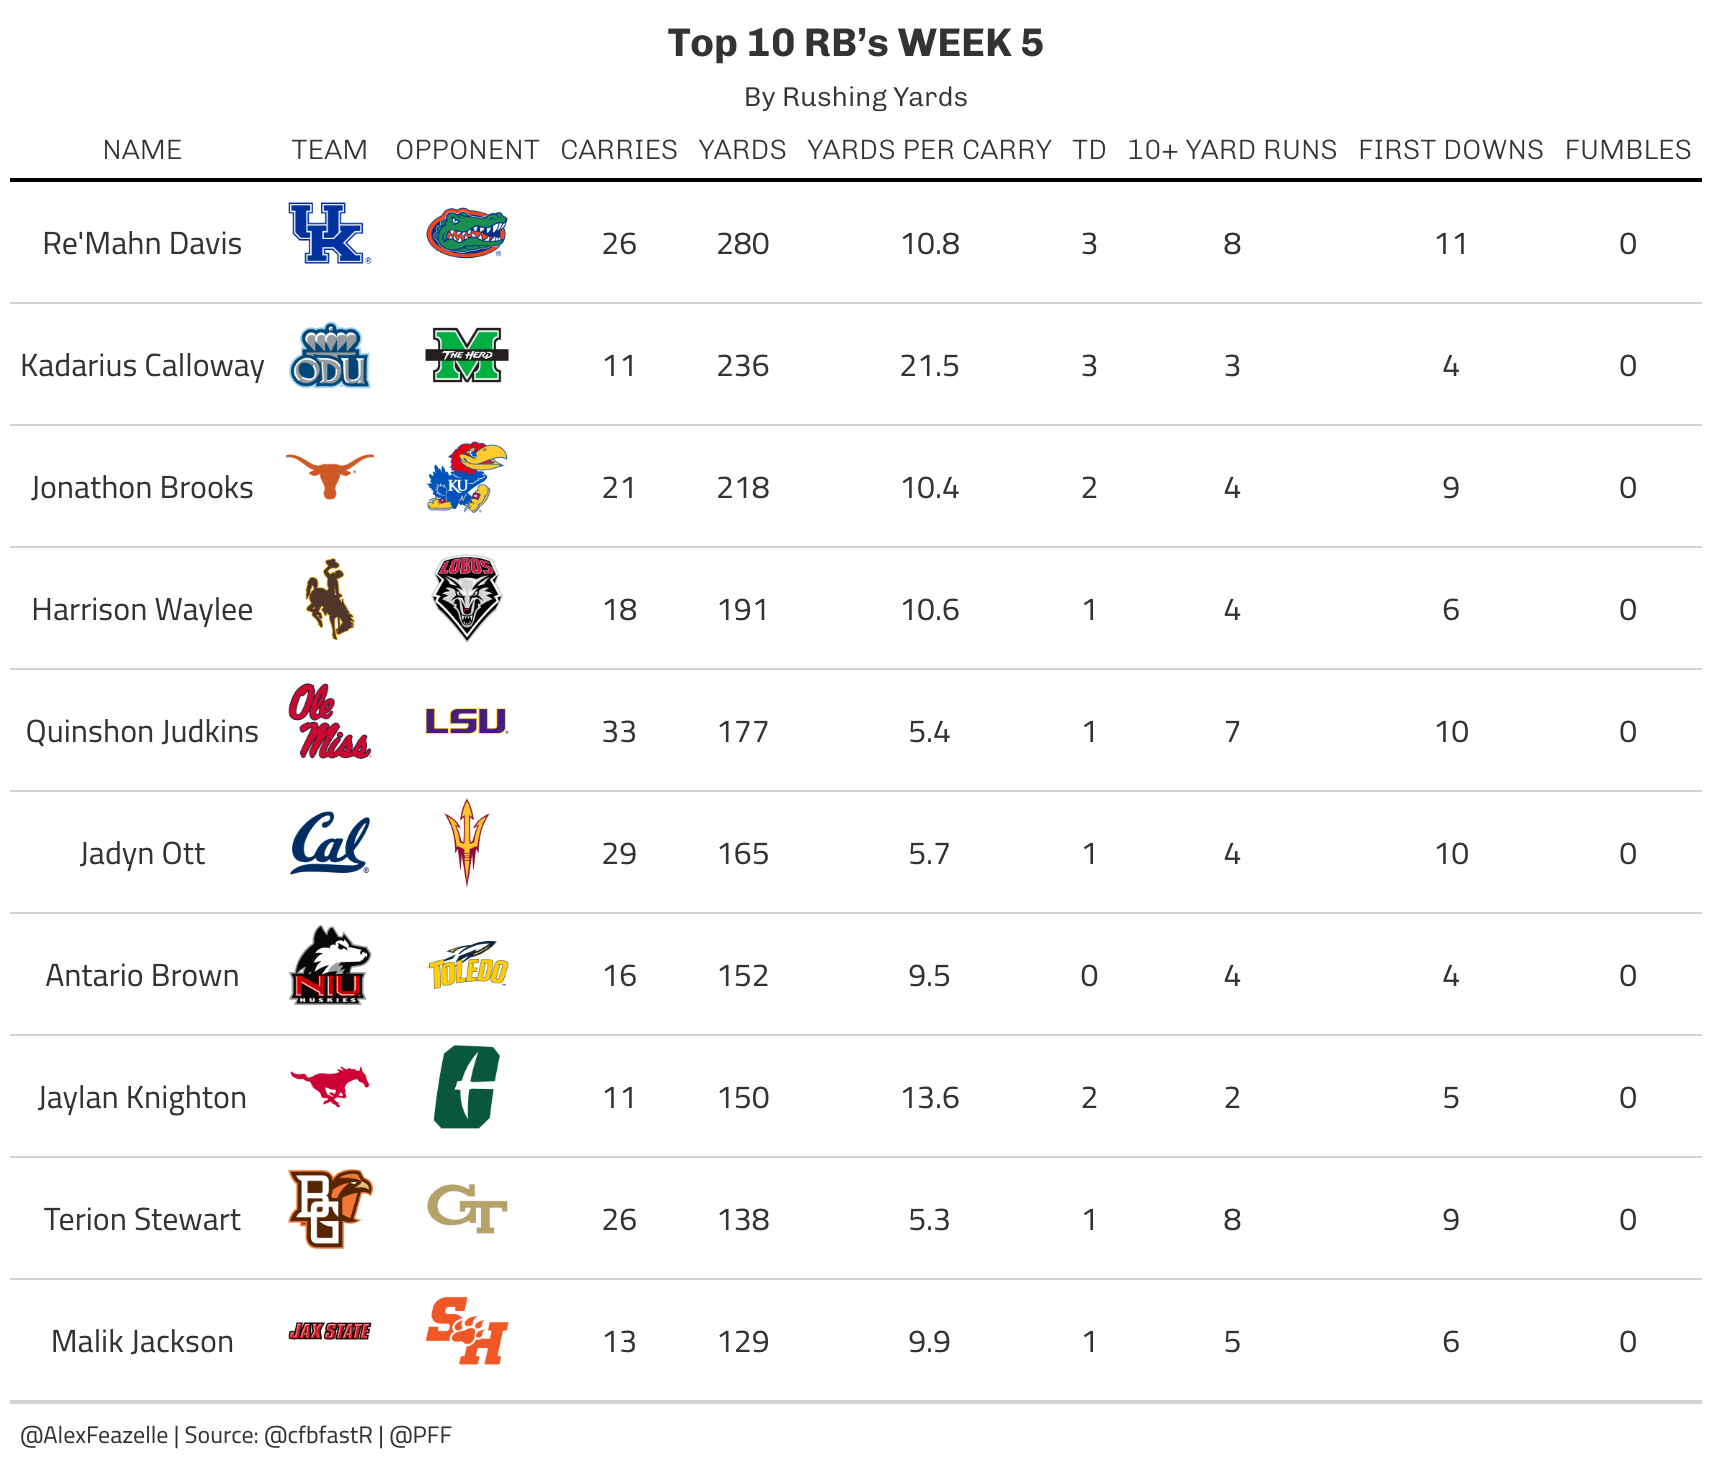 Top 10 RB’s WEEK 5
By Rushing Yards
NAME TEAM OPPONENT CARRIES YARDS YARDS PER CARRY TD 10+ YARD RUNS FIRST DOWNS FUMBLES
Re'Mahn Davis UK 26 280 10.8 3 8 11 0
Kadarius Calloway ODU M THE HERD 11 236 21.5 3 3 4 0
Jonathon Brooks KU 21 218 10.4 2 4 9 0
Harrison Waylee LOBOS 18 191 10.6 1 4 6 0
Quinshon Judkins Ole Miss LSU 33 177 5.4 1 7 10 0
Jadyn Ott Cal 29 165 5.7 1 4 10 0
Antario Brown NIU HUSKIES TOLEDO 16 152 9.5 0 4 4 0
Jaylan Knighton C 11 150 13.6 2 2 5 0
Terion Stewart BG GT 26 138 5.3 1 8 9 0
Malik Jackson JAX STATE SH 13 129 9.9 1 5 6 0
@AlexFeazelle | Source: @cfbfastR | @PFF